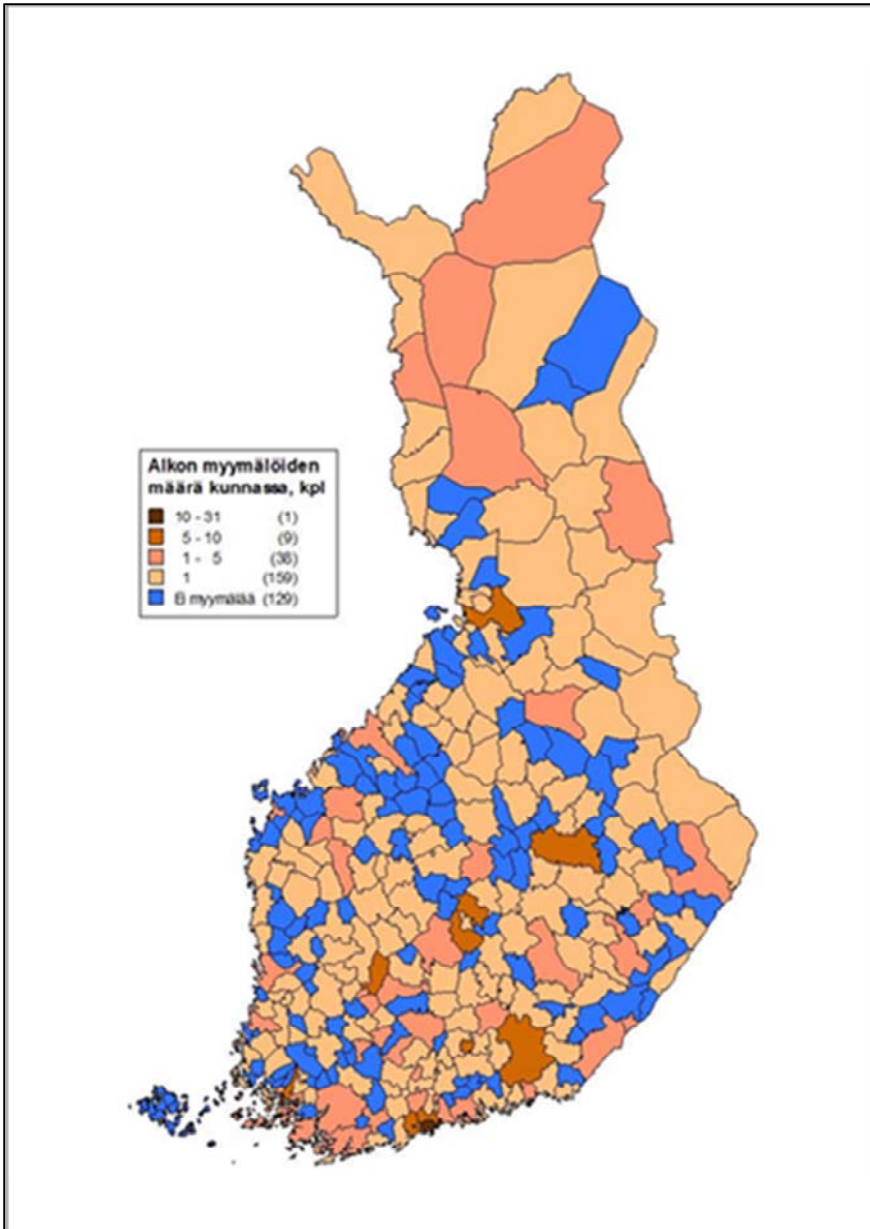 Alkon myymälöiden
määrä kunnassa, kpl
10 - 31 (1)
5 - 10 (9)
1 - 5 (38)
1 (159)
Ei myymälää (129)